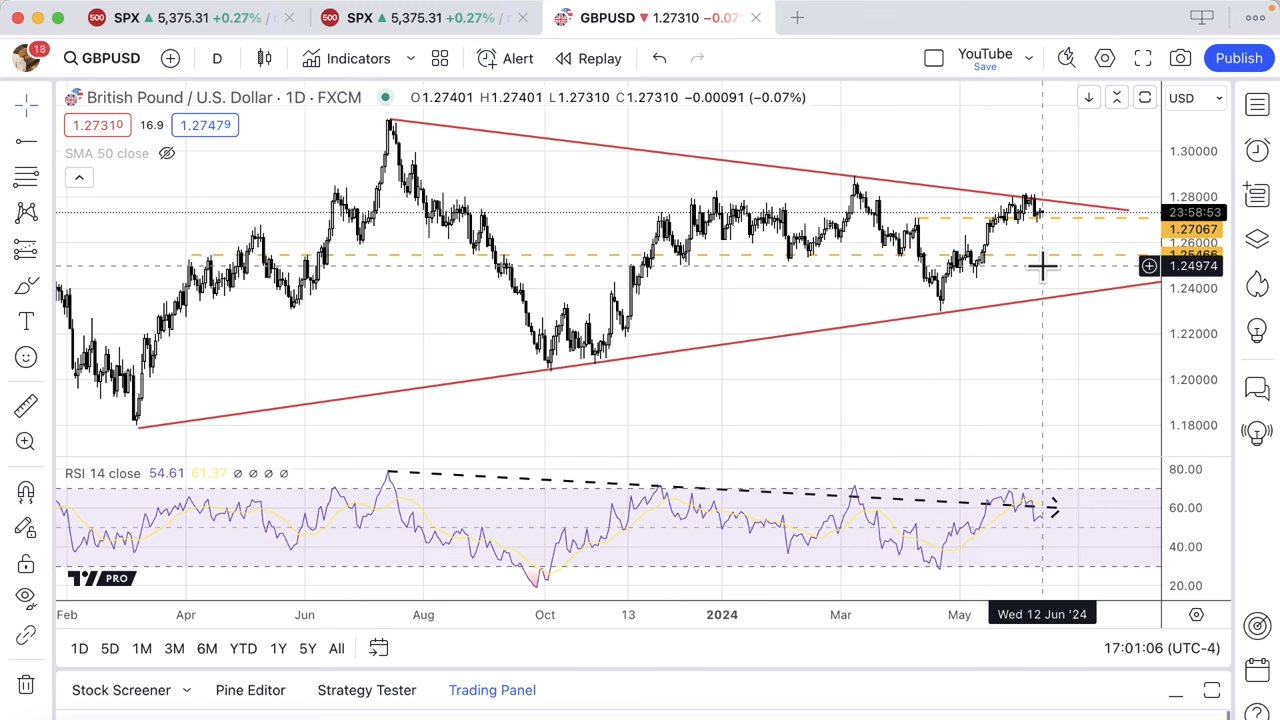 SPX 5,375.31 +0.27% /
SPX 5,375.31 +0.27% /
GBPUSD 1.27310 −0.07
18
GBPUSD
D
Indicators
Alert
Replay
YouTube
Save
Publish
British Pound / U.S. Dollar · 1D · FXCM O1.27401 H1.27401 L1.27310 C1.27310 −0.00091 (−0.07%)
USD
1.27310 16.9 1.27479
SMA 50 close
1.30000
1.28000
23:58:53
1.27067
1.26000
1.24974
1.24000
1.22000
1.20000
1.18000
RSI 14 close 54.61 61.37 ∅ ∅ ∅ ∅
80.00
60.00
40.00
20.00
PRO
Feb Apr Jun Aug Oct 13 2024 Mar May Wed 12 Jun '24
1D 5D 1M 3M 6M YTD 1Y 5Y All
17:01:06 (UTC-4)
Stock Screener Pine Editor Strategy Tester Trading Panel